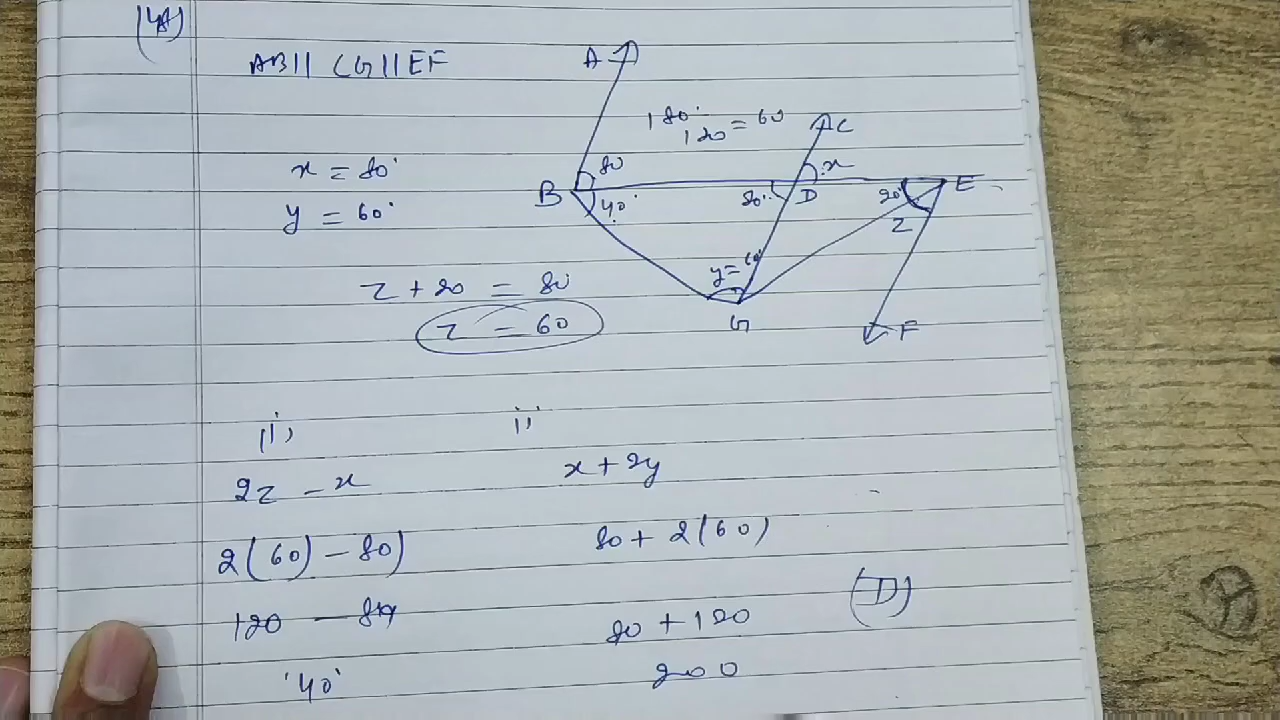 (4A)
AB || CG || EF
A
180°
120 = 60
C
x = 80°
80
x
B
40°
80°
D
20°
E
y = 60°
z
y = 60
z + 20 = 80
G
F
z = 60
(i)
ii
2z - x
x + 2y
2(60) - 80)
80 + 2(60)
(D)
120 - 80
80 + 120
40°
200